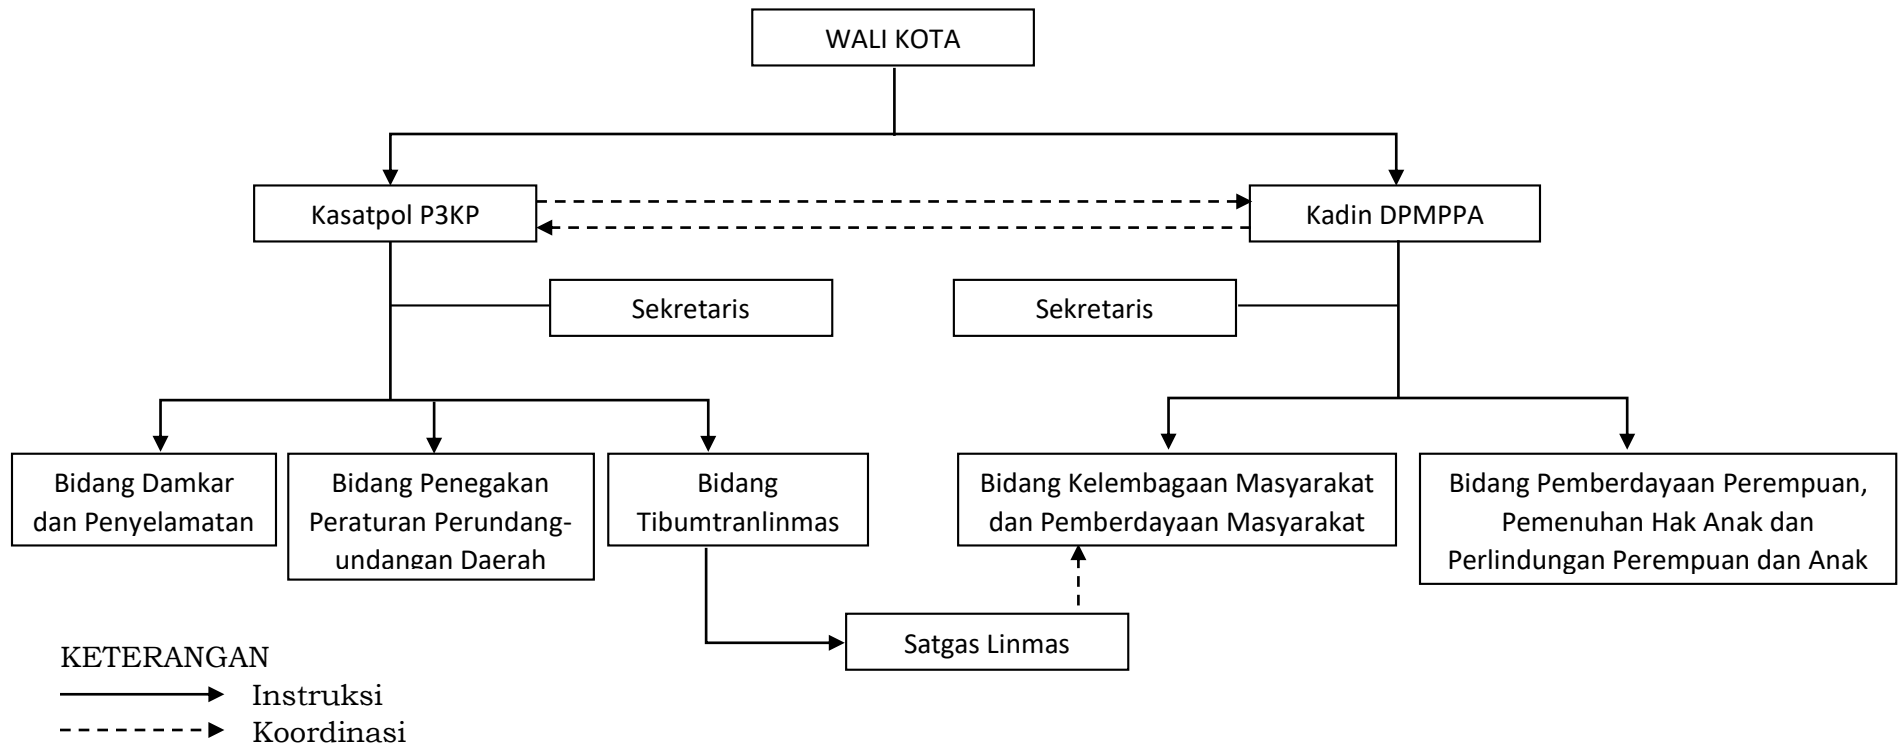 WALI KOTA
Kasatpol P3KP
Kadin DPMPPA
Sekretaris
Sekretaris
Bidang Damkar
dan Penyelamatan
Bidang Penegakan
Peraturan Perundang-
undangan Daerah
Bidang
Tibumtranlinmas
Bidang Kelembagaan Masyarakat
dan Pemberdayaan Masyarakat
Bidang Pemberdayaan Perempuan,
Pemenuhan Hak Anak dan
Perlindungan Perempuan dan Anak
Satgas Linmas
KETERANGAN
Instruksi
Koordinasi